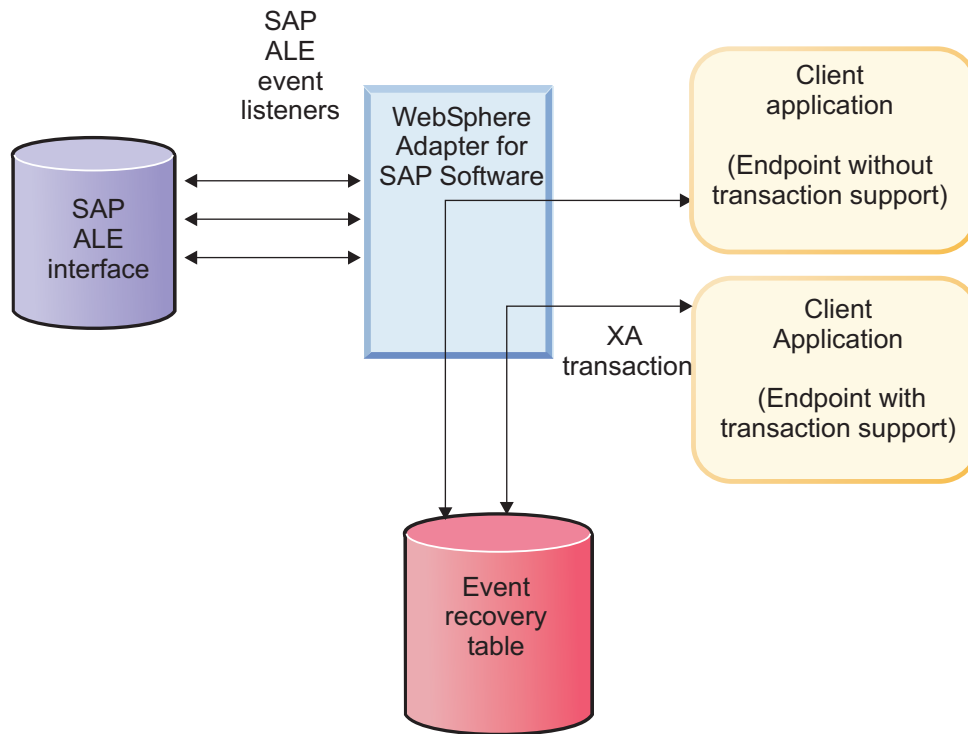 SAP
ALE
event
listeners
WebSphere
Adapter for
SAP Software
Client
application
(Endpoint without
transaction support)
SAP
ALE
interface
XA
transaction
Client
Application
(Endpoint with
transaction support)
Event
recovery
table